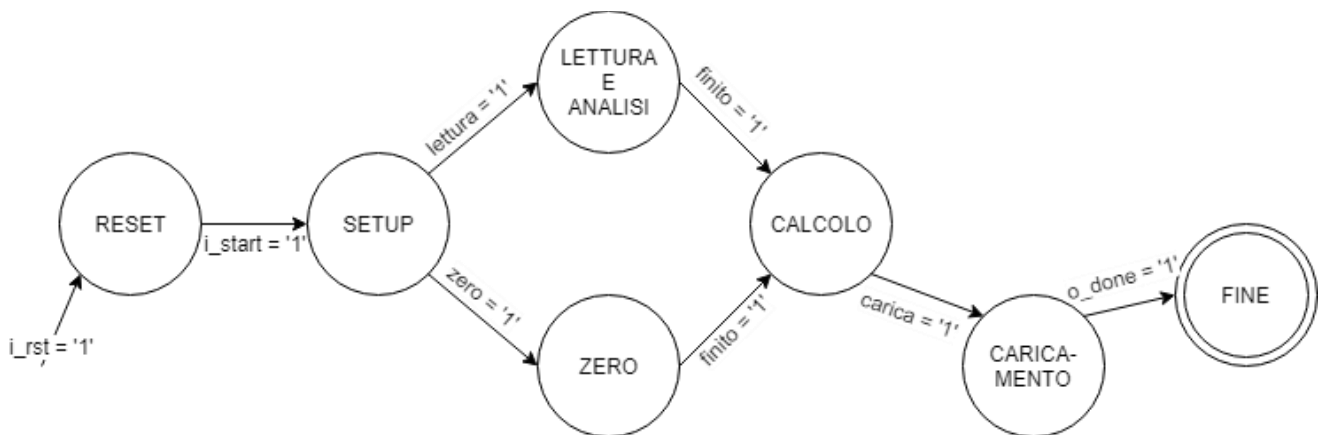 LETTURA
E
ANALISI
lettura = '1'
finito = '1'
RESET
i_start = '1'
SETUP
CALCOLO
i_rst = '1'
zero = '1'
ZERO
finito = '1'
carica = '1'
CARICA-
MENTO
o_done = '1'
FINE